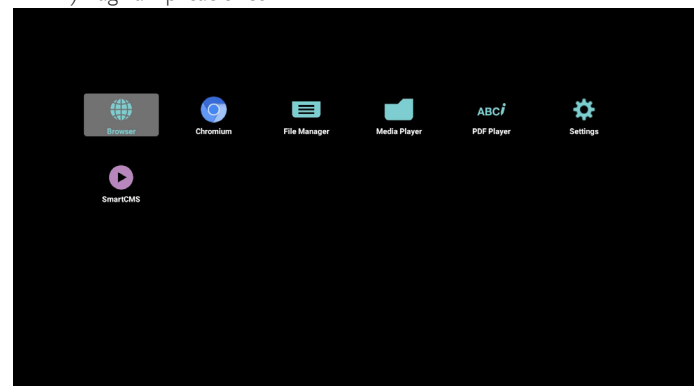 Browser
Chromium
File Manager
Media Player
ABCi
PDF Player
Settings
SmartCMS